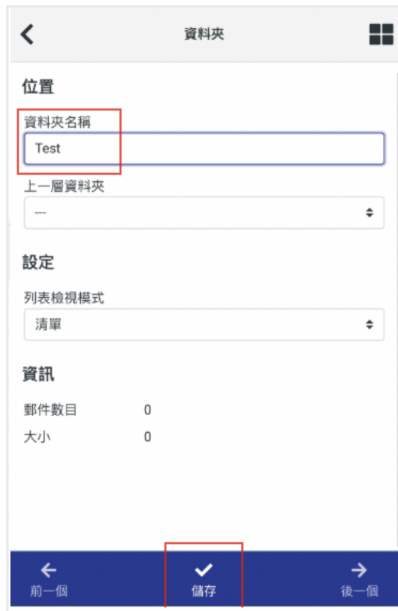 資料夾
位置
資料夾名稱
Test
上一層資料夾
---
設定
列表檢視模式
清單
資訊
郵件數目 0
大小 0
前一個 儲存 後一個